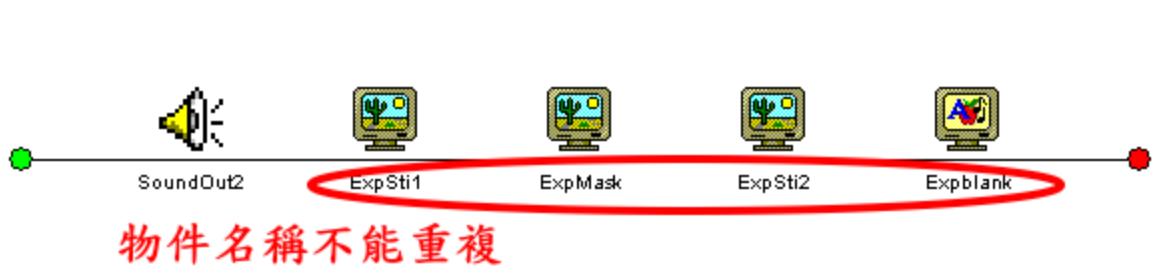 SoundOut2 ExpSti1 ExpMask ExpSti2 Expblank
物件名稱不能重複